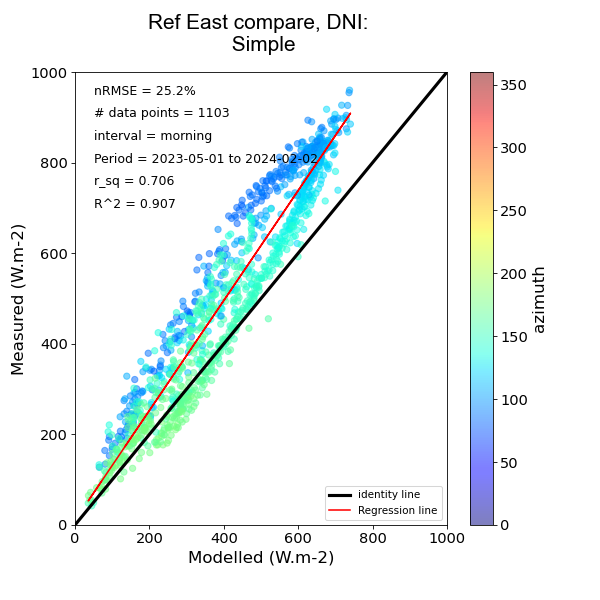 Ref East compare, DNI:
Simple
nRMSE = 25.2%
# data points = 1103
interval = morning
Period = 2023-05-01 to 2024-02-02
r_sq = 0.706
R^2 = 0.907
Measured (W.m-2)
1000
800
600
400
200
0
0
200
400
600
800
1000
Modelled (W.m-2)
identity line
Regression line
350
300
250
200
150
100
50
0
azimuth